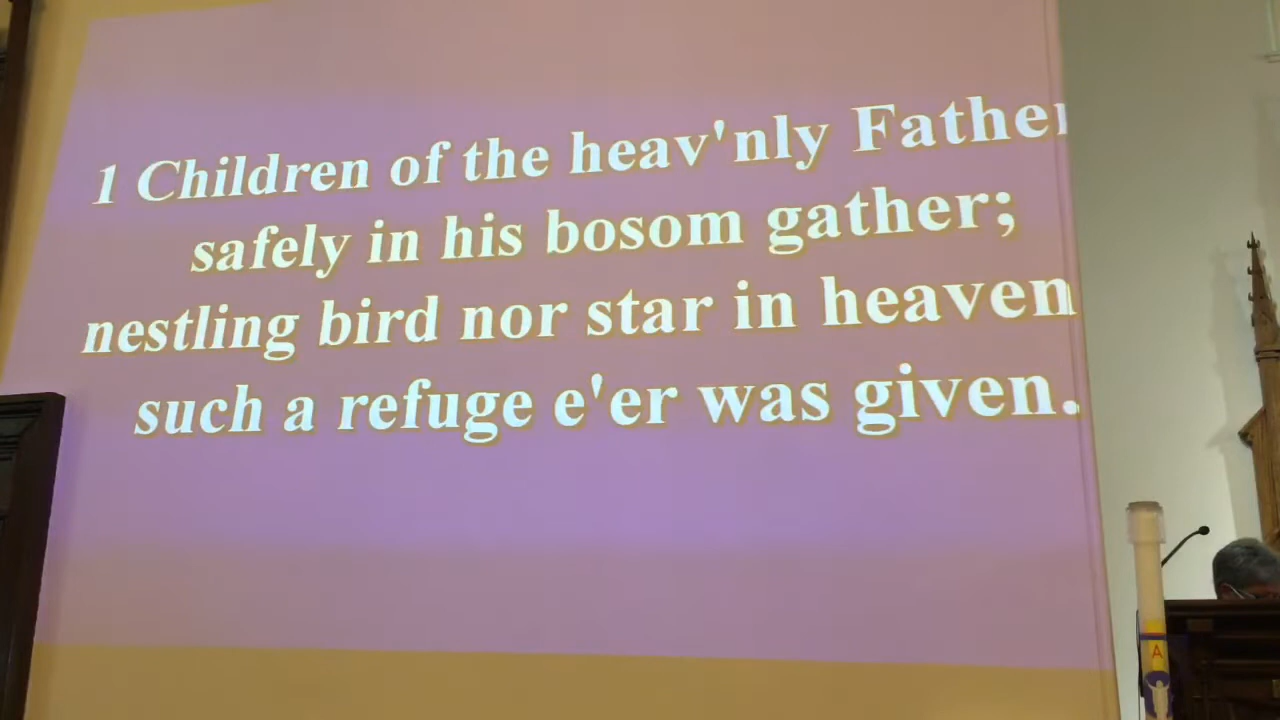 1 Children of the heav'nly Father
safely in his bosom gather;
nestling bird nor star in heaven
such a refuge e'er was given.
A